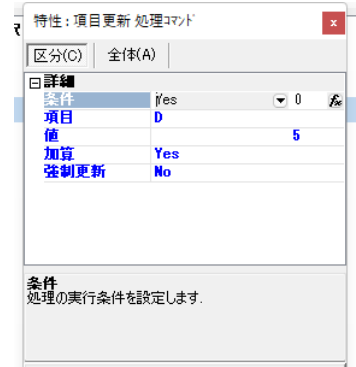 特性：項目更新 処理ｺﾏﾝﾄﾞ x
区分(C) 全体(A)
詳細
条件 Yes 0 fx
項目 D
値 5
加算 Yes
強制更新 No
条件
処理の実行条件を設定します.